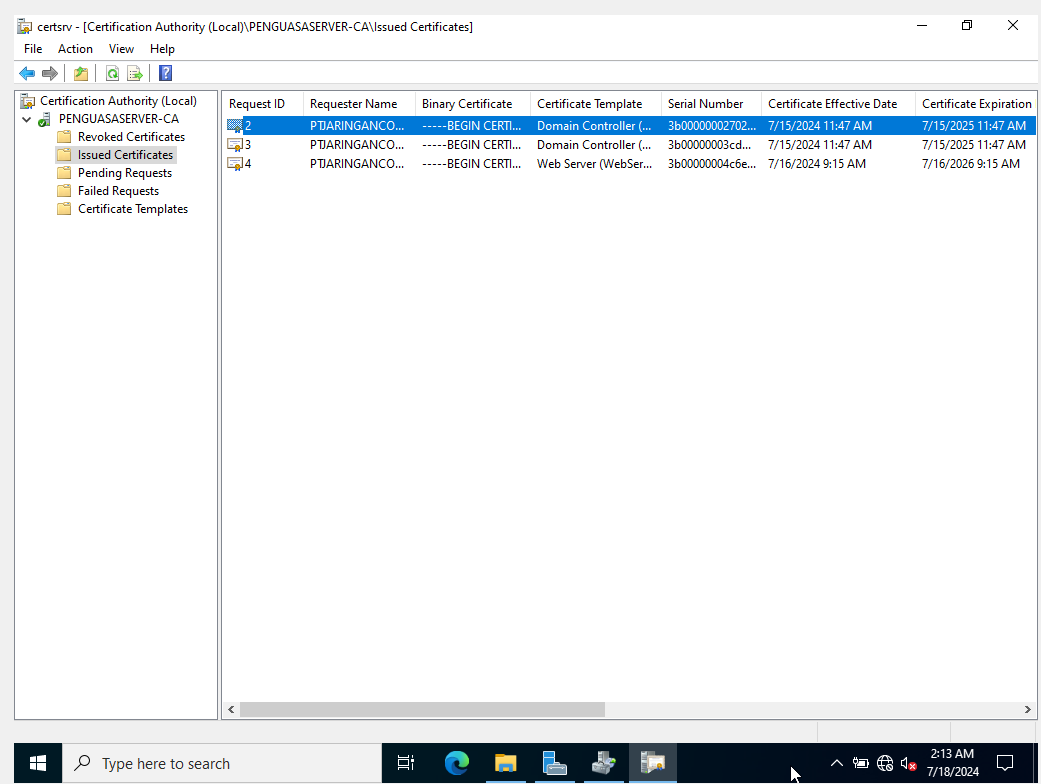 certsrv - [Certification Authority (Local)\PENGUASASERVER-CA\Issued Certificates]
File Action View Help
Certification Authority (Local)
PENGUASASERVER-CA
Revoked Certificates
Issued Certificates
Pending Requests
Failed Requests
Certificate Templates
Request ID Requester Name Binary Certificate Certificate Template Serial Number Certificate Effective Date Certificate Expiration
2 PTJARINGANCO... -----BEGIN CERTI... Domain Controller (... 3b00000002702... 7/15/2024 11:47 AM 7/15/2025 11:47 AM
3 PTJARINGANCO... -----BEGIN CERTI... Domain Controller (... 3b00000003cd... 7/15/2024 11:47 AM 7/15/2025 11:47 AM
4 PTJARINGANCO... -----BEGIN CERTI... Web Server (WebSer... 3b00000004c6e... 7/16/2024 9:15 AM 7/16/2026 9:15 AM
Type here to search
2:13 AM
7/18/2024